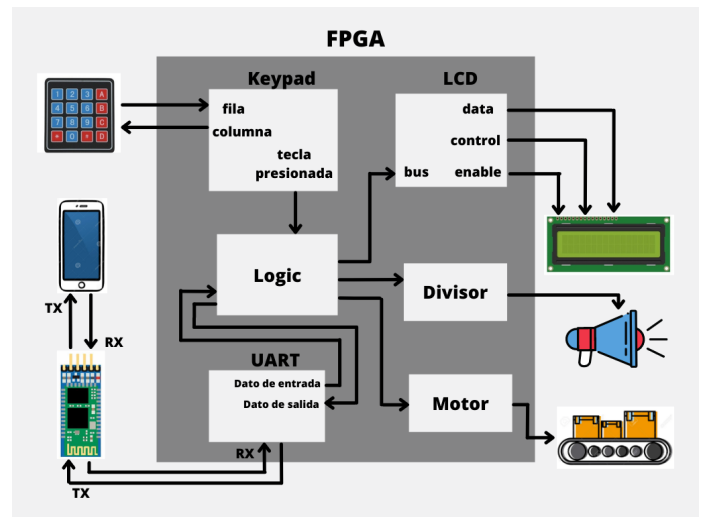 FPGA
Keypad
LCD
fila
columna
tecla
presionada
data
control
bus
enable
1 2 3 A
4 5 6 B
7 8 9 C
* 0 # D
Logic
Divisor
TX
RX
UART
Dato de entrada
Dato de salida
Motor
RX
TX